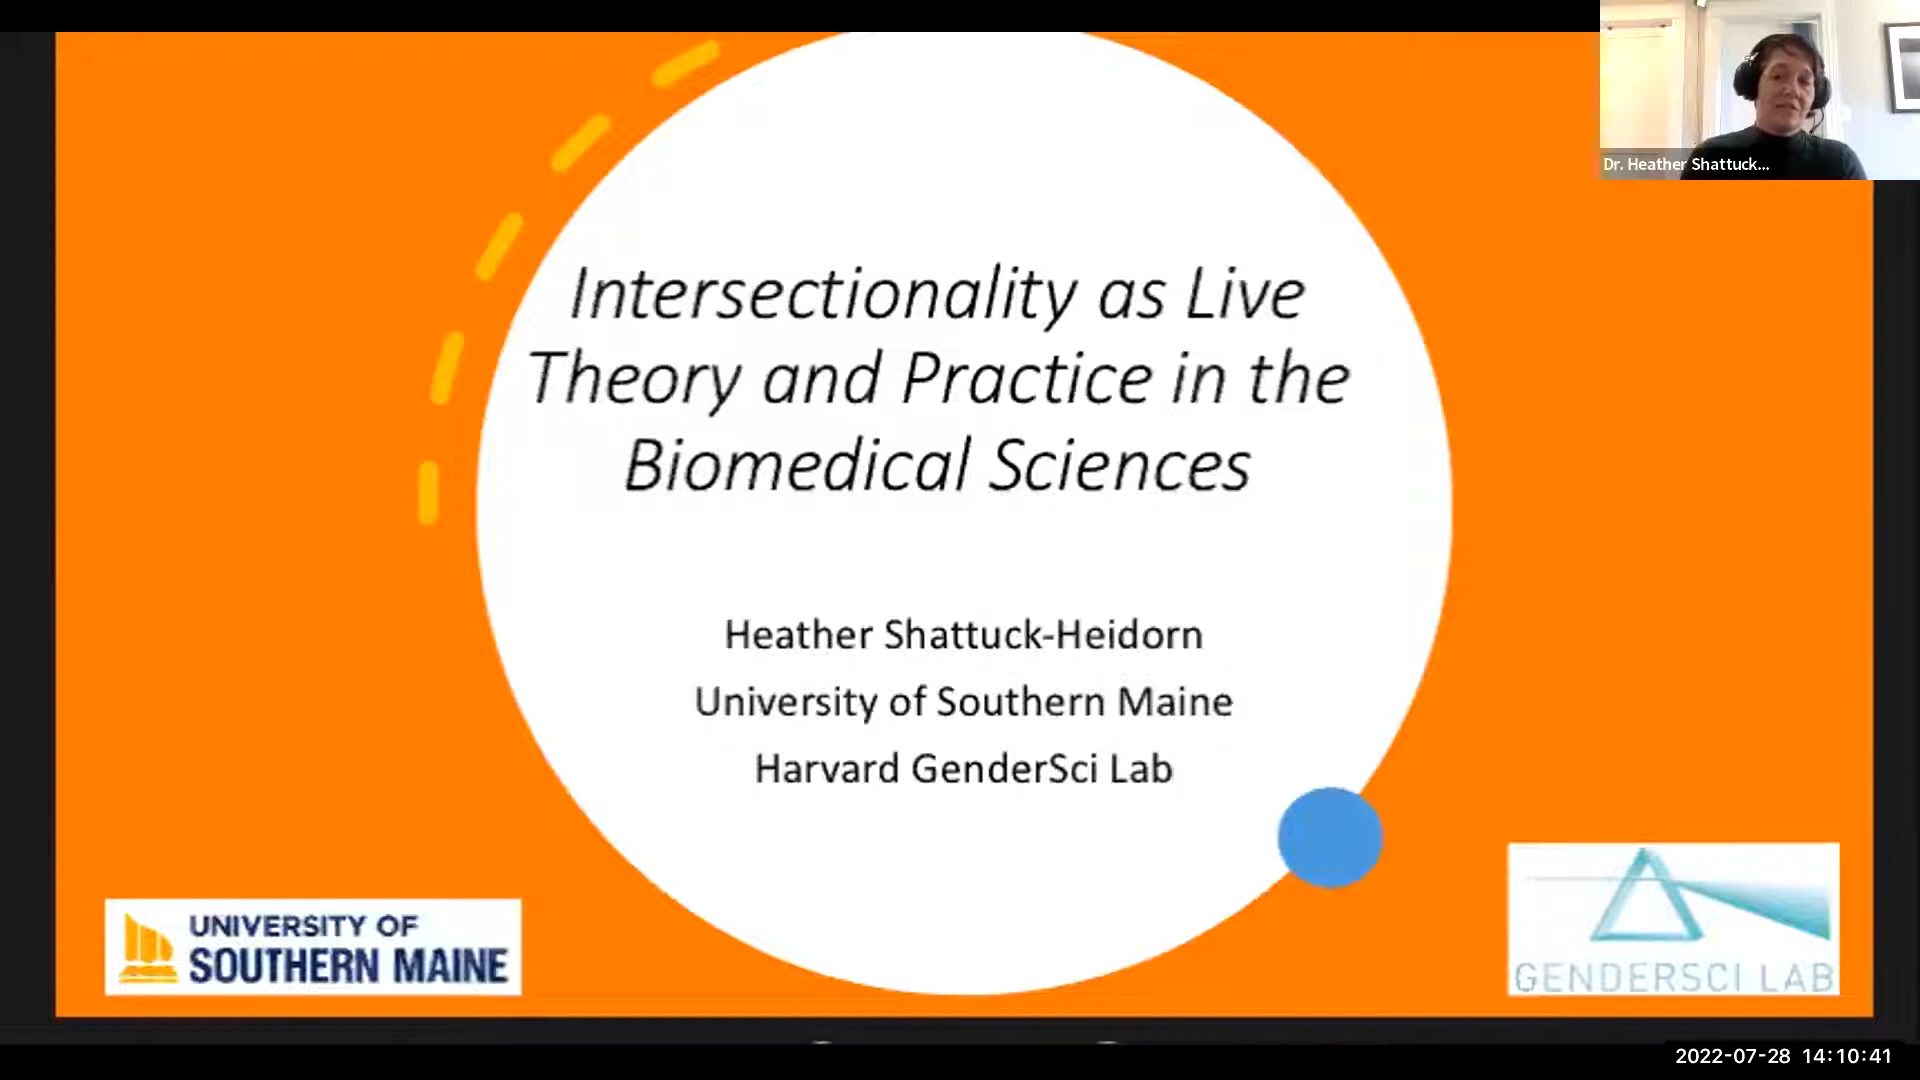 Dr. Heather Shattuck...
Intersectionality as Live
Theory and Practice in the
Biomedical Sciences
Heather Shattuck-Heidorn
University of Southern Maine
Harvard GenderSci Lab
UNIVERSITY OF
SOUTHERN MAINE
GENDERSCI LAB
2022-07-28 14:10:41